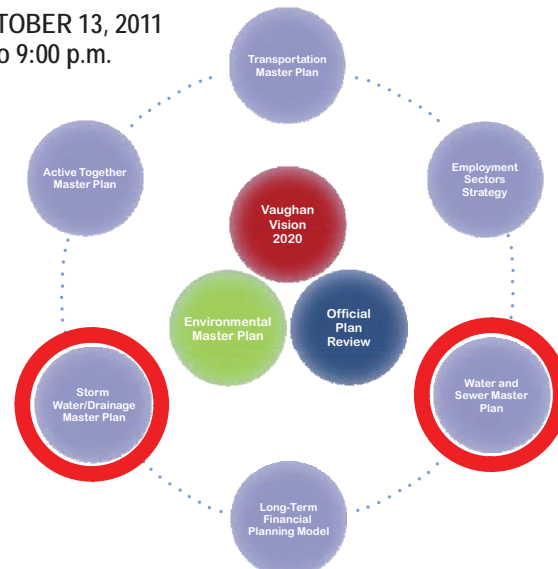 TOBER 13, 2011
o 9:00 p.m.
Transportation
Master Plan
Active Together
Master Plan
Employment
Sectors
Strategy
Vaughan
Vision
2020
Environmental
Master Plan
Official
Plan
Review
Storm
Water/Drainage
Master Plan
Water and
Sewer Master
Plan
Long-Term
Financial
Planning Model